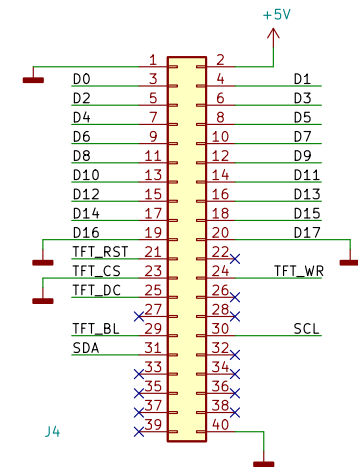 +5V
1 2
D0 3 4 D1
D2 5 6 D3
D4 7 8 D5
D6 9 10 D7
D8 11 12 D9
D10 13 14 D11
D12 15 16 D13
D14 17 18 D15
D16 19 20 D17
TFT_RST 21 22
TFT_CS 23 24 TFT_WR
TFT_DC 25 26
27 28
TFT_BL 29 30 SCL
SDA 31 32
33 34
35 36
37 38
J4 39 40